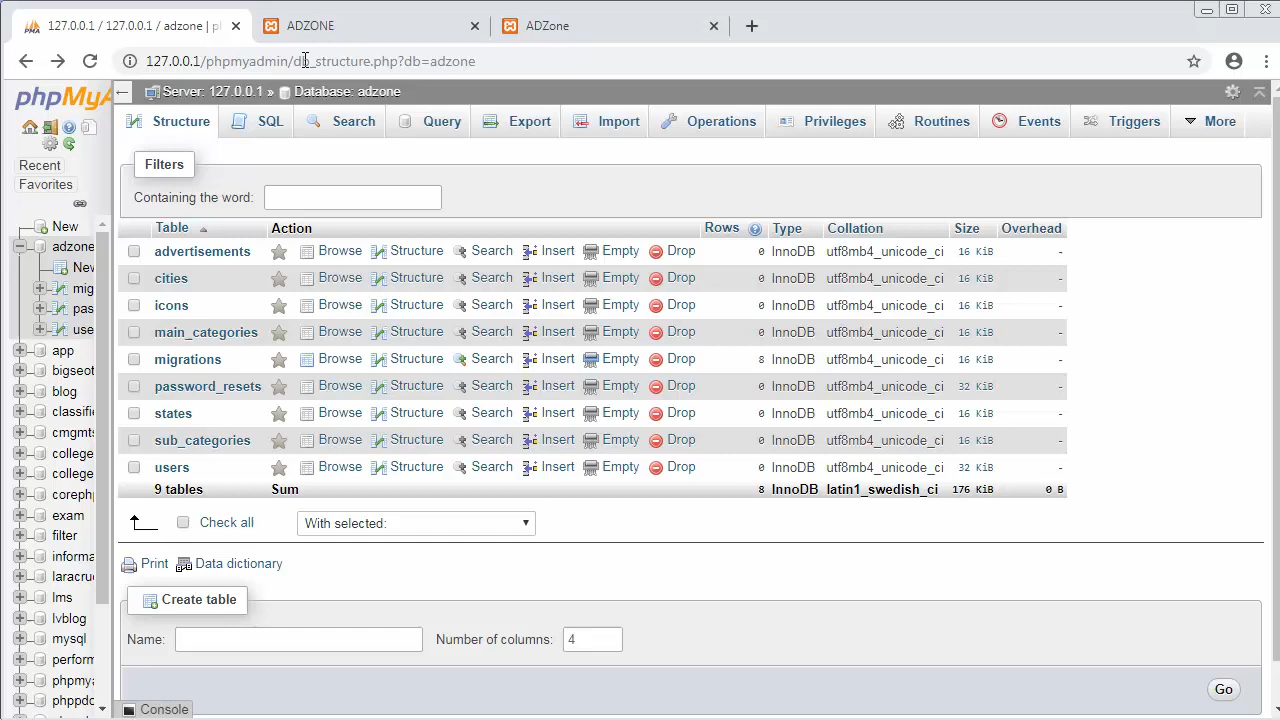 127.0.0.1 / 127.0.0.1 / adzone | p
ADZONE
ADZone
127.0.0.1/phpmyadmin/db_structure.php?db=adzone
phpMyA
Recent
Favorites
New
adzone
New
mig
pas
use
app
bigseot
blog
classifi
cmgmts
college
college
coreph
exam
filter
informa
laracru
lms
lvblog
mysql
perform
phpmya
phppdo
Server: 127.0.0.1 » Database: adzone
Structure SQL Search Query Export Import Operations Privileges Routines Events Triggers More
Filters
Containing the word:
Table Action Rows Type Collation Size Overhead
advertisements Browse Structure Search Insert Empty Drop 0 InnoDB utf8mb4_unicode_ci 16 KiB -
cities Browse Structure Search Insert Empty Drop 0 InnoDB utf8mb4_unicode_ci 16 KiB -
icons Browse Structure Search Insert Empty Drop 0 InnoDB utf8mb4_unicode_ci 16 KiB -
main_categories Browse Structure Search Insert Empty Drop 0 InnoDB utf8mb4_unicode_ci 16 KiB -
migrations Browse Structure Search Insert Empty Drop 8 InnoDB utf8mb4_unicode_ci 16 KiB -
password_resets Browse Structure Search Insert Empty Drop 0 InnoDB utf8mb4_unicode_ci 32 KiB -
states Browse Structure Search Insert Empty Drop 0 InnoDB utf8mb4_unicode_ci 16 KiB -
sub_categories Browse Structure Search Insert Empty Drop 0 InnoDB utf8mb4_unicode_ci 16 KiB -
users Browse Structure Search Insert Empty Drop 0 InnoDB utf8mb4_unicode_ci 32 KiB -
9 tables Sum 8 InnoDB latin1_swedish_ci 176 KiB 0 B
Check all With selected:
Print Data dictionary
Create table
Name: Number of columns: 4
Go
Console